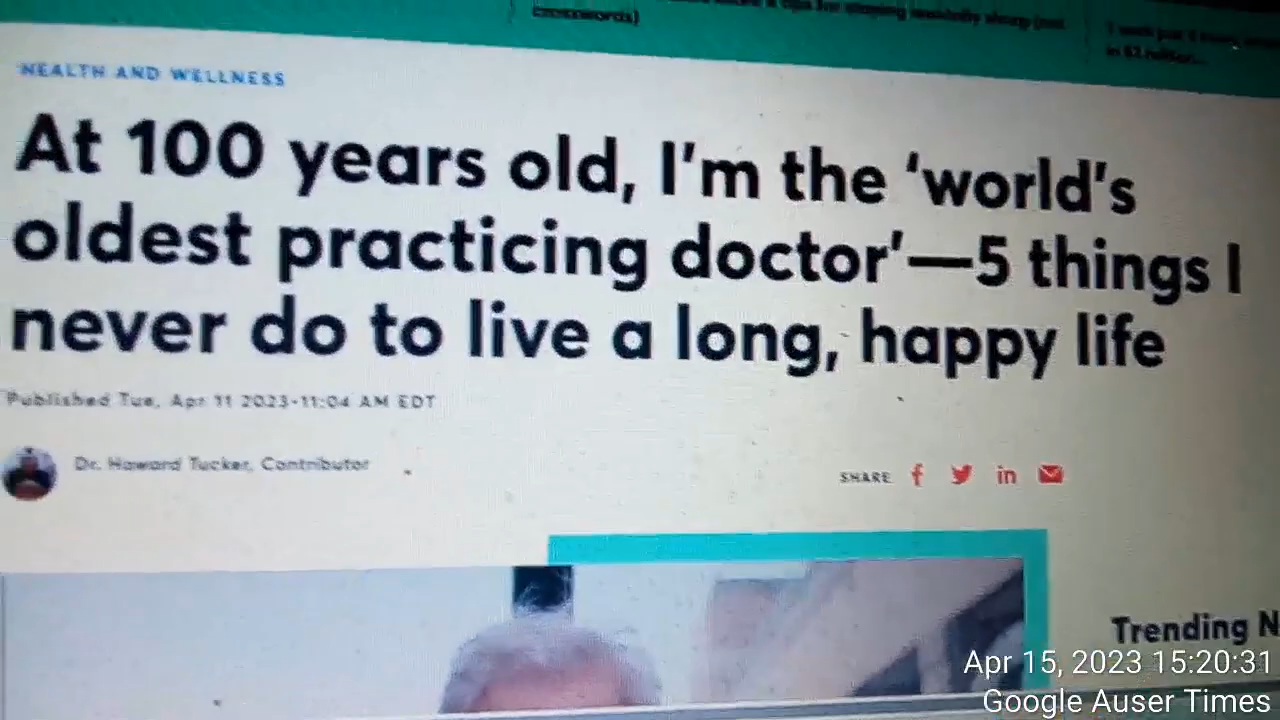 HEALTH AND WELLNESS
At 100 years old, I'm the ‘world's
oldest practicing doctor’—5 things I
never do to live a long, happy life
Published Tue, Apr 11 2023•11:04 AM EDT
Dr. Howard Tucker, Contributor
SHARE
Trending N
Apr 15, 2023 15:20:31
Google Auser Times